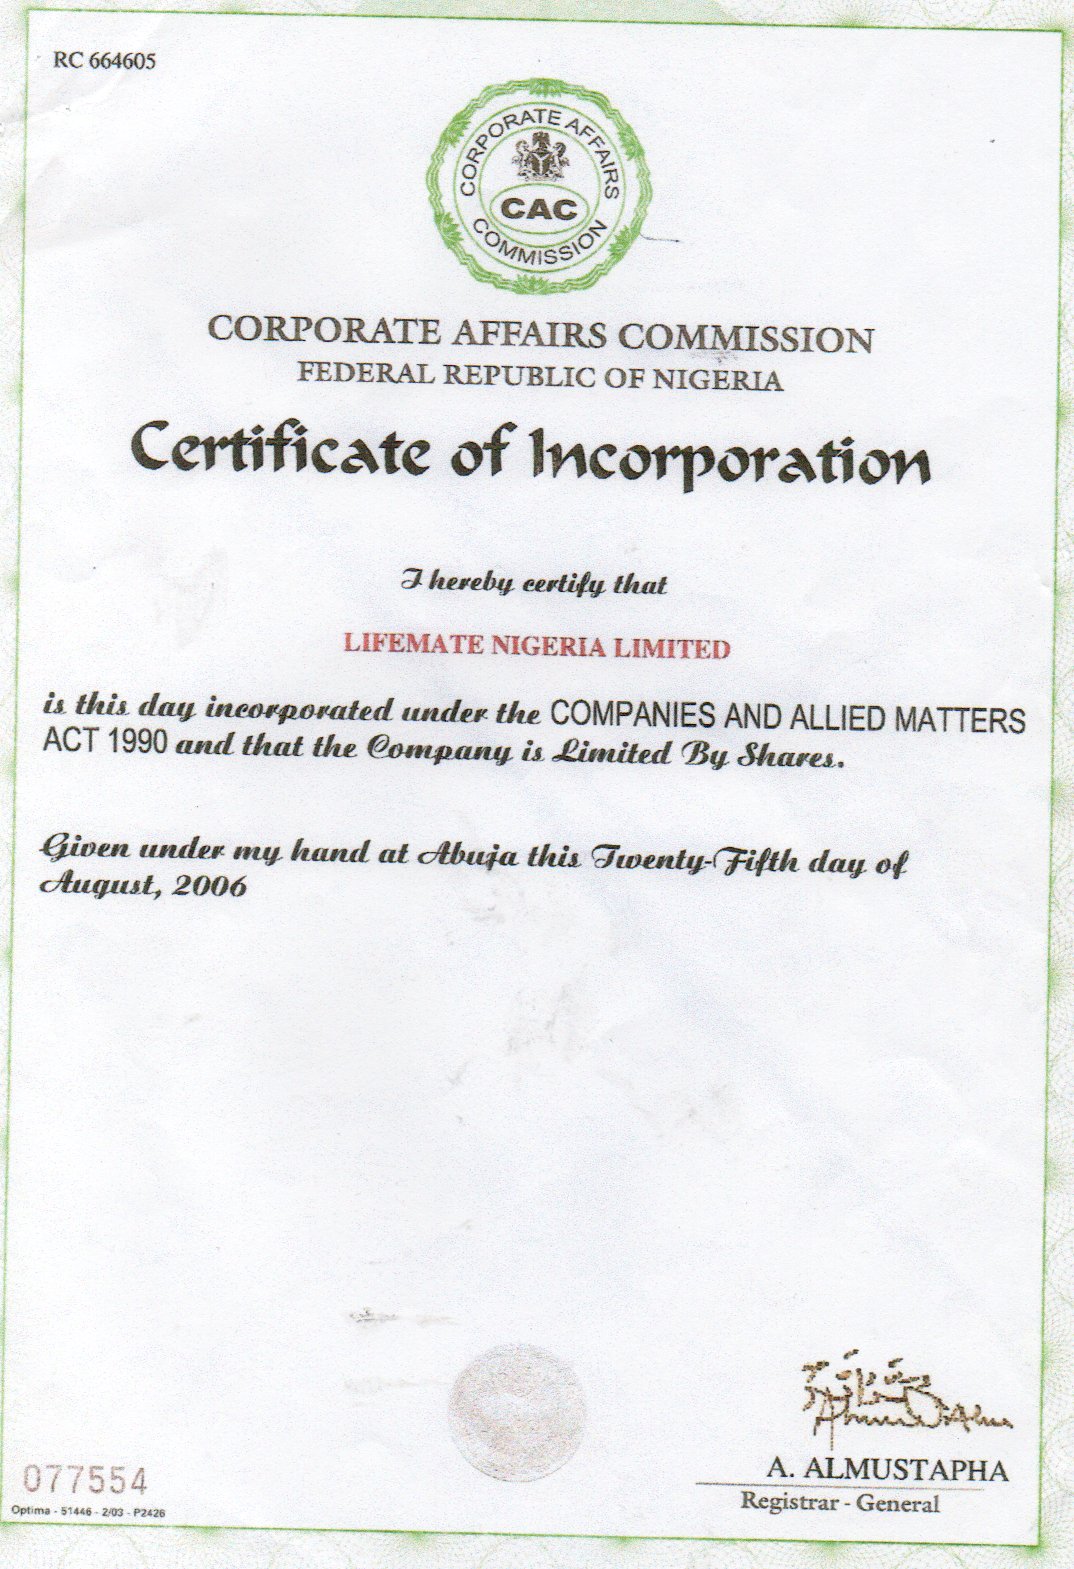 RC 664605
CORPORATE AFFAIRS
CAC
COMMISSION
CORPORATE AFFAIRS COMMISSION
FEDERAL REPUBLIC OF NIGERIA
Certificate of Incorporation
I hereby certify that
LIFEMATE NIGERIA LIMITED
is this day incorporated under the COMPANIES AND ALLIED MATTERS
ACT 1990 and that the Company is Limited By Shares.
Given under my hand at Abuja this Twenty-Fifth day of
August, 2006
A. ALMUSTAPHA
Registrar - General
077554
Optima - 51446 - 2/03 - P2426